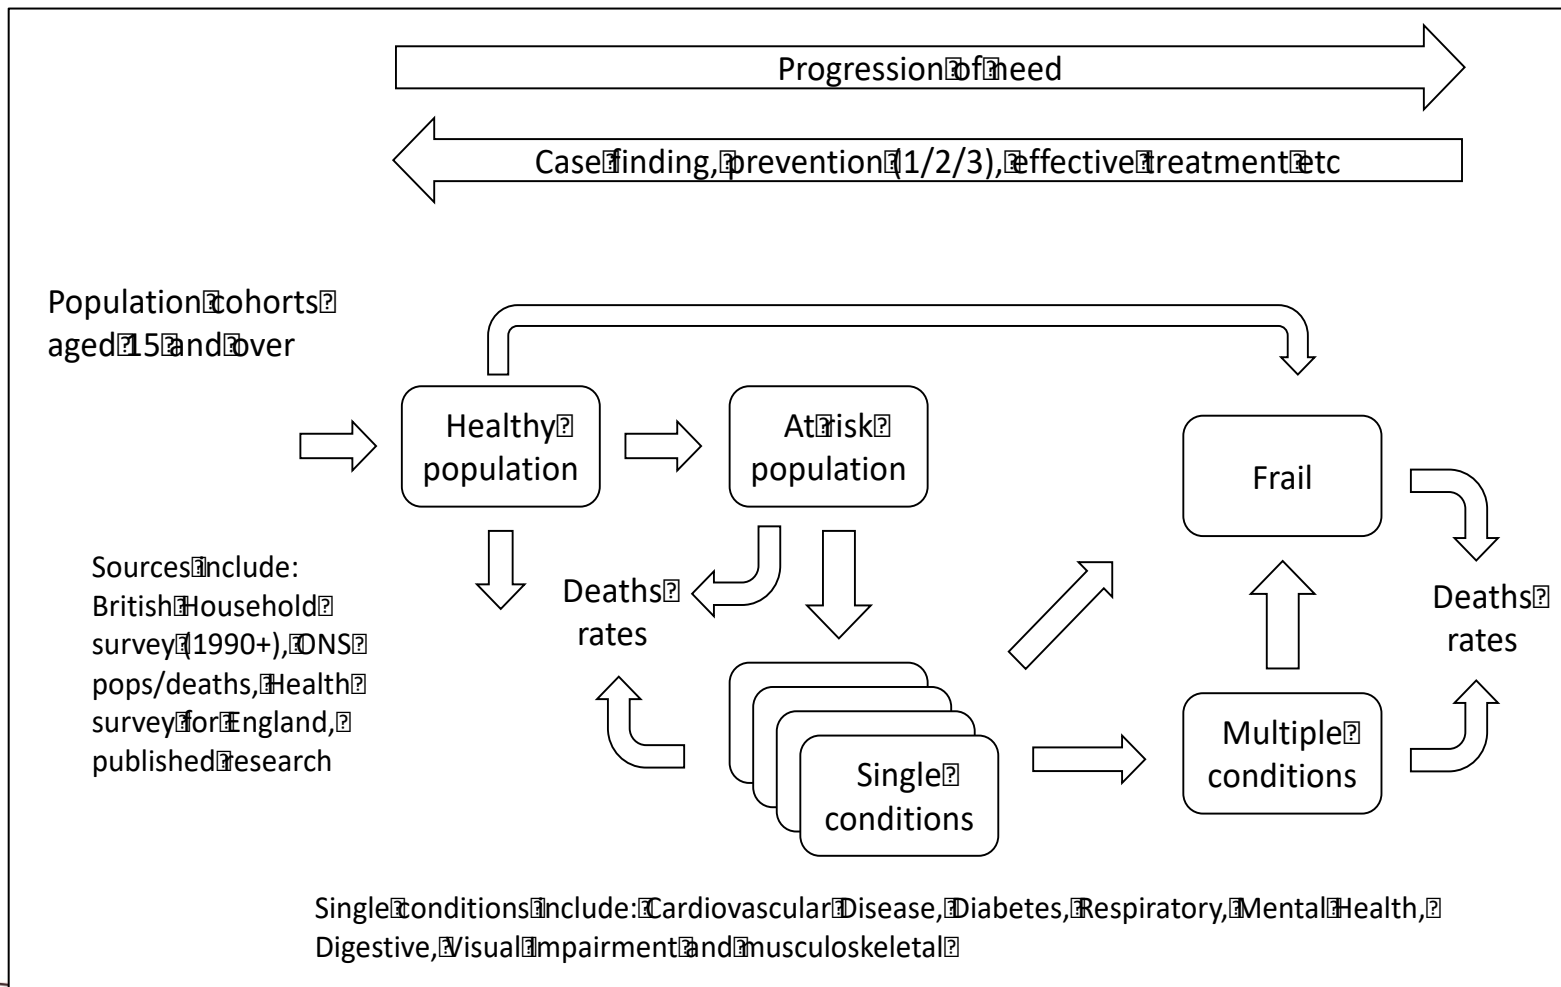 Progression of need
Case finding, prevention (1/2/3), effective treatment etc
Population cohorts
aged 15 and over
Healthy
population
At risk
population
Frail
Sources include:
British Household
survey (1990+), ONS
pops/deaths, Health
survey for England,
published research
Deaths
rates
Deaths
rates
Single
conditions
Multiple
conditions
Single conditions include: Cardiovascular Disease, Diabetes, Respiratory, Mental Health,
Digestive, Visual Impairment and musculoskeletal